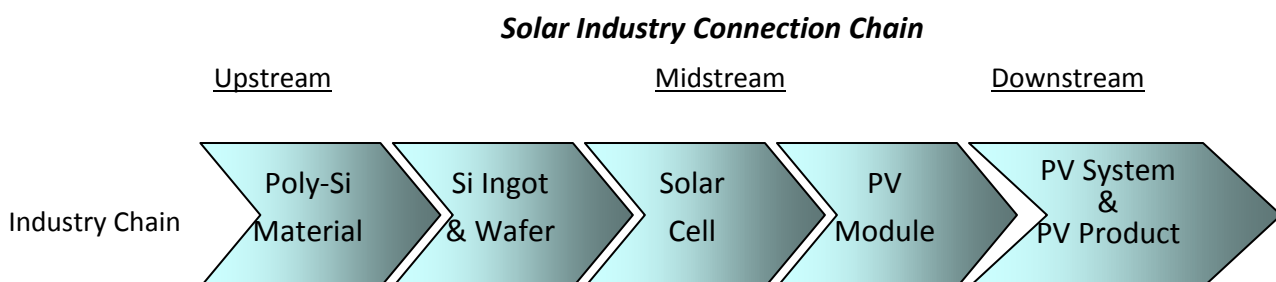 Solar Industry Connection Chain
Upstream Midstream Downstream
Industry Chain
Poly-Si
Material
Si Ingot
& Wafer
Solar
Cell
PV
Module
PV System
&
PV Product